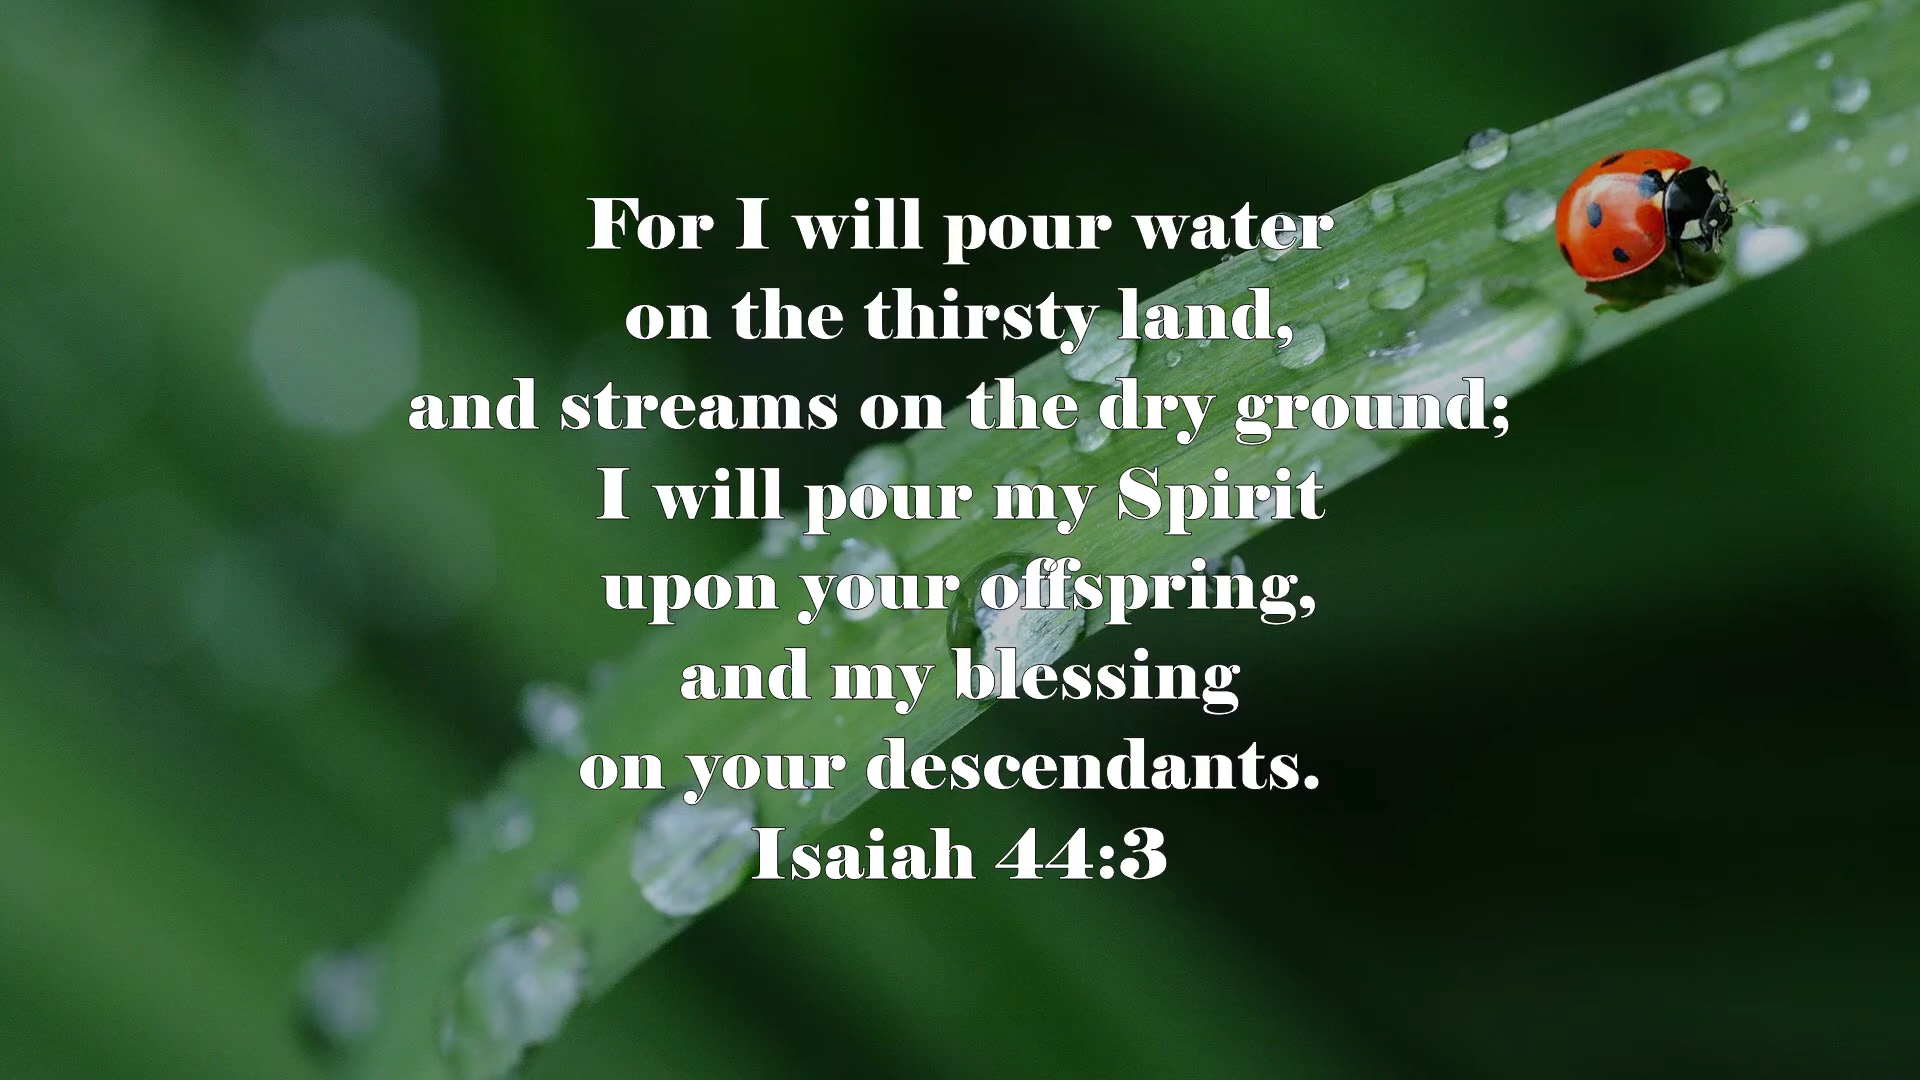 For I will pour water
on the thirsty land,
and streams on the dry ground;
I will pour my Spirit
upon your offspring,
and my blessing
on your descendants.
Isaiah 44:3